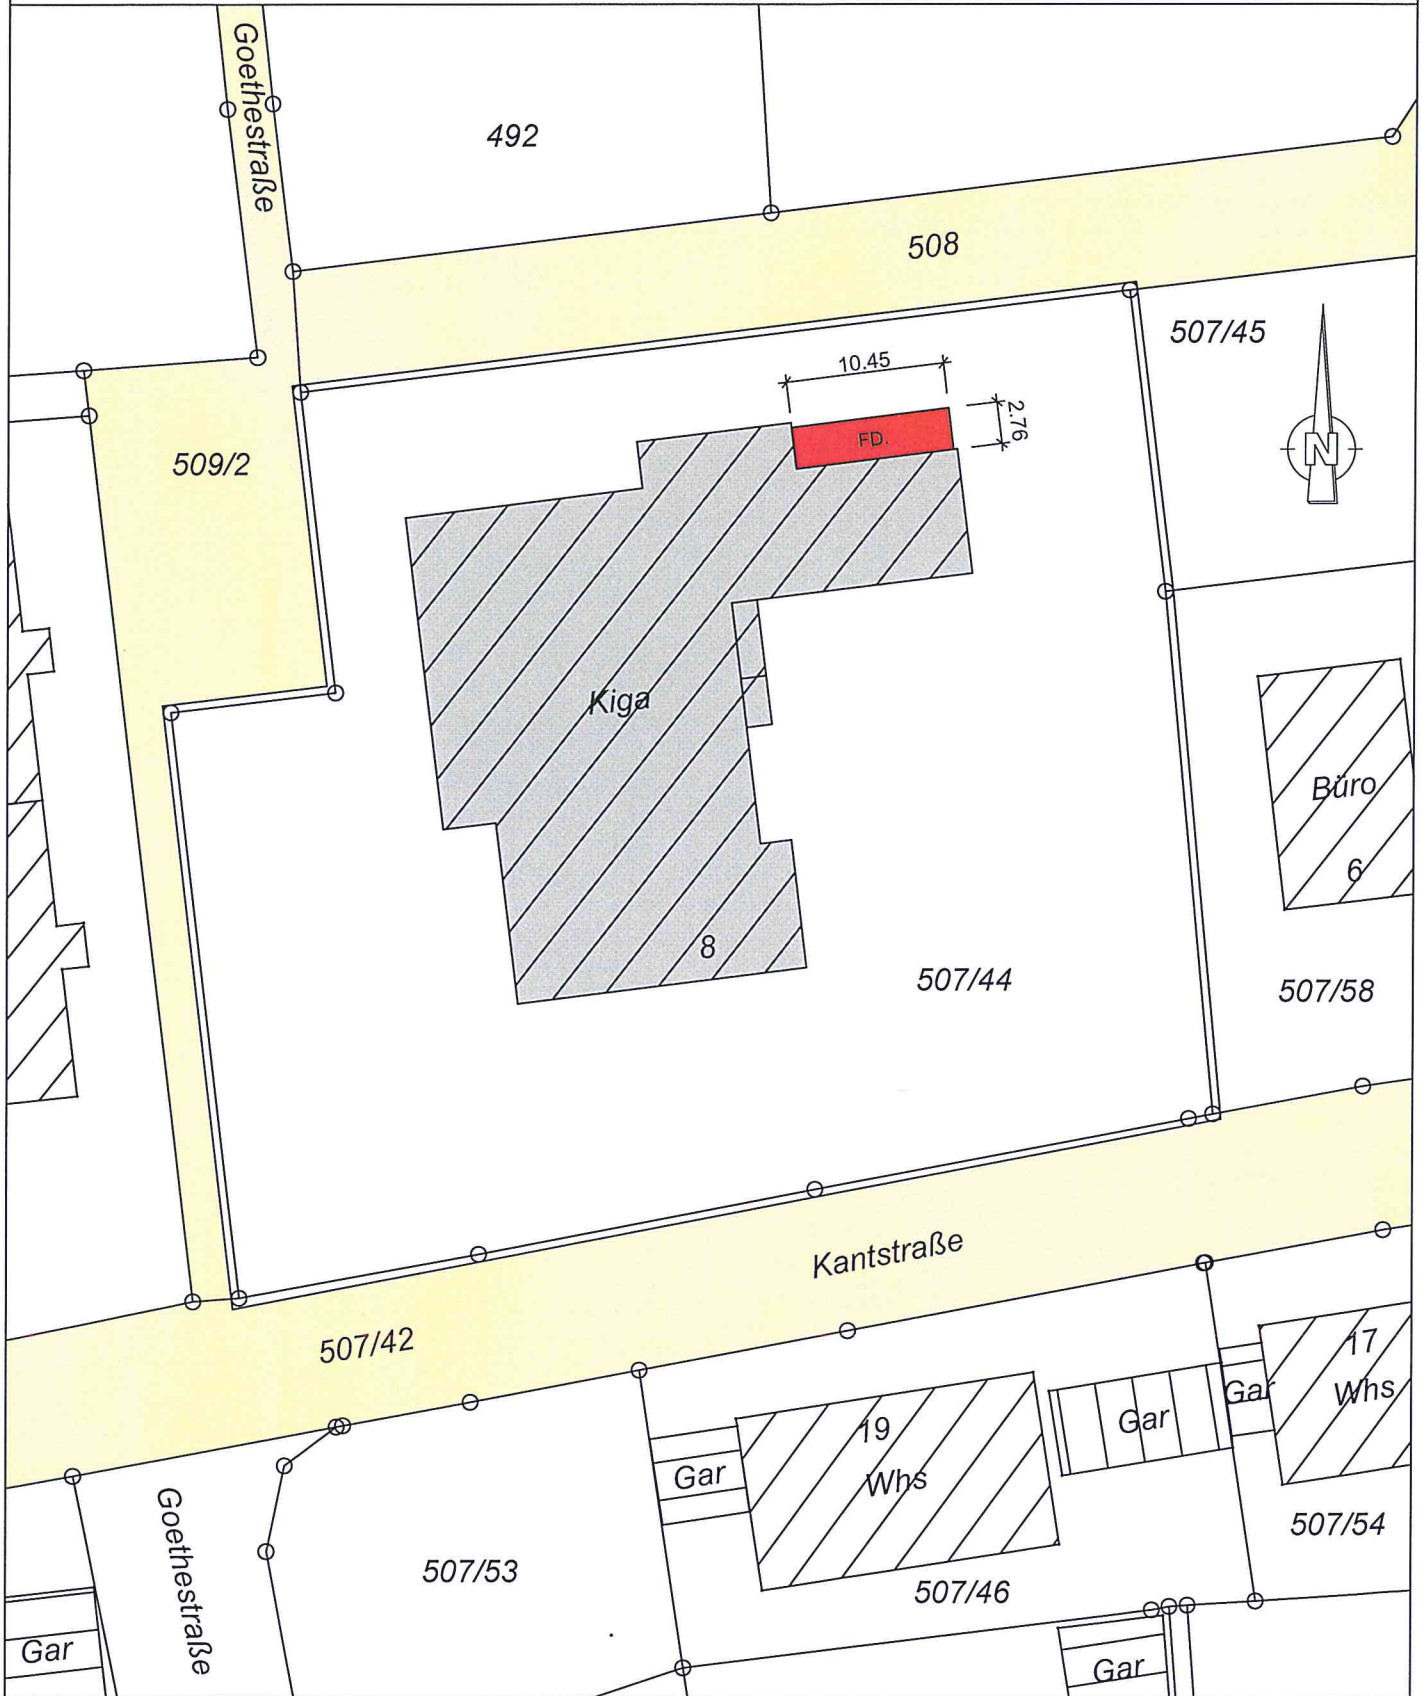 Goethestraße
492
508
507/45
10.45
2.76
FD.
N
509/2
Kiga
Büro
6
8
507/44
507/58
Kantstraße
507/42
17
Whs
Gar
Gar
19
Whs
Gar
507/54
Goethestraße
507/53
507/46
Gar
Gar